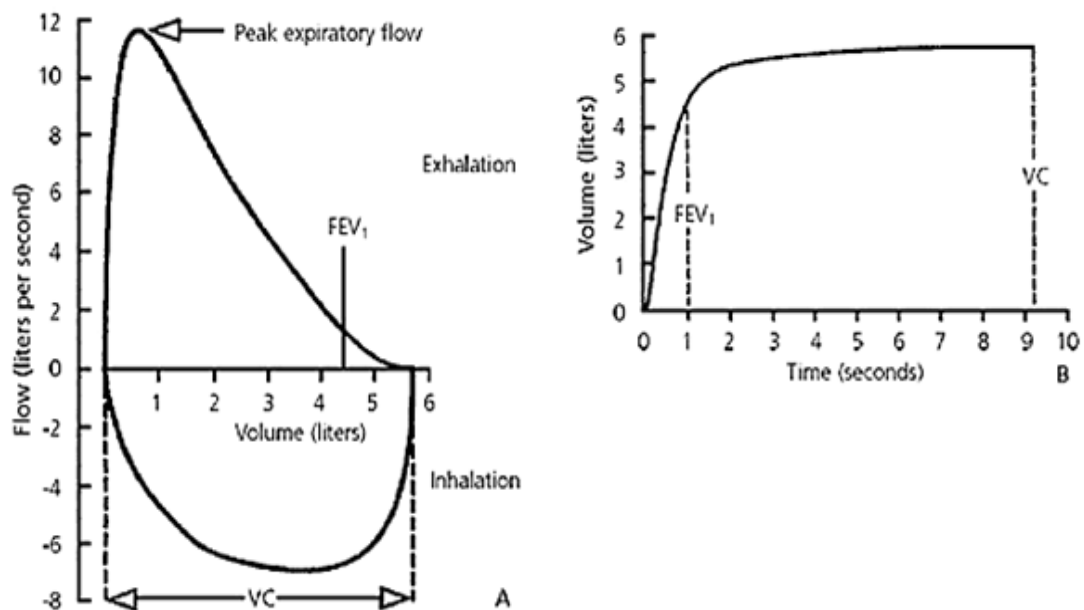 12
10
8
6
4
2
0
-2
-4
-6
-8
Flow (liters per second)
Peak expiratory flow
Exhalation
FEV₁
1 2 3 4 5 6
Volume (liters)
Inhalation
VC
A
6
5
4
3
2
1
0
Volume (liters)
FEV₁
VC
0 1 2 3 4 5 6 7 8 9 10
Time (seconds)
B